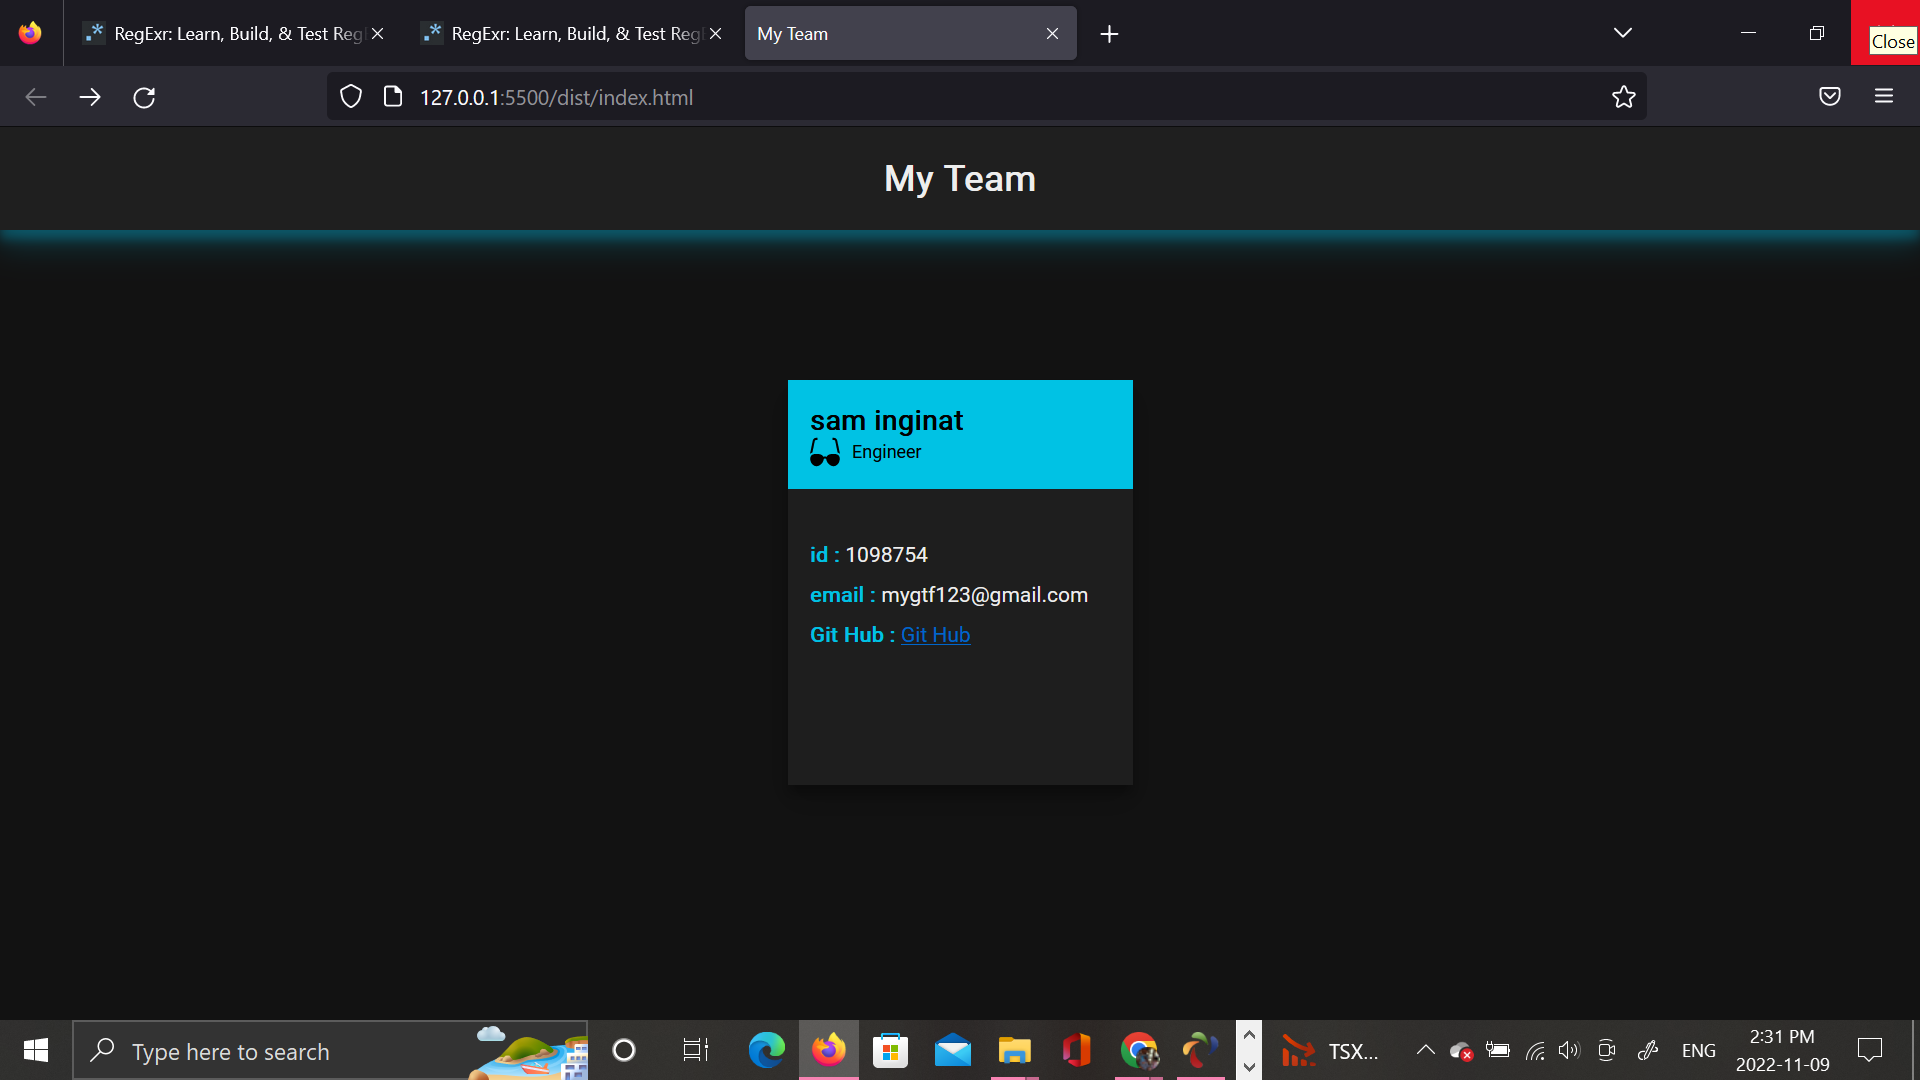 RegExr: Learn, Build, & Test Reg
RegExr: Learn, Build, & Test Reg
My Team
Close
127.0.0.1:5500/dist/index.html
My Team
sam inginat
Engineer
id : 1098754
email : mygtf123@gmail.com
Git Hub : Git Hub
Type here to search
TSX...
ENG
2:31 PM
2022-11-09